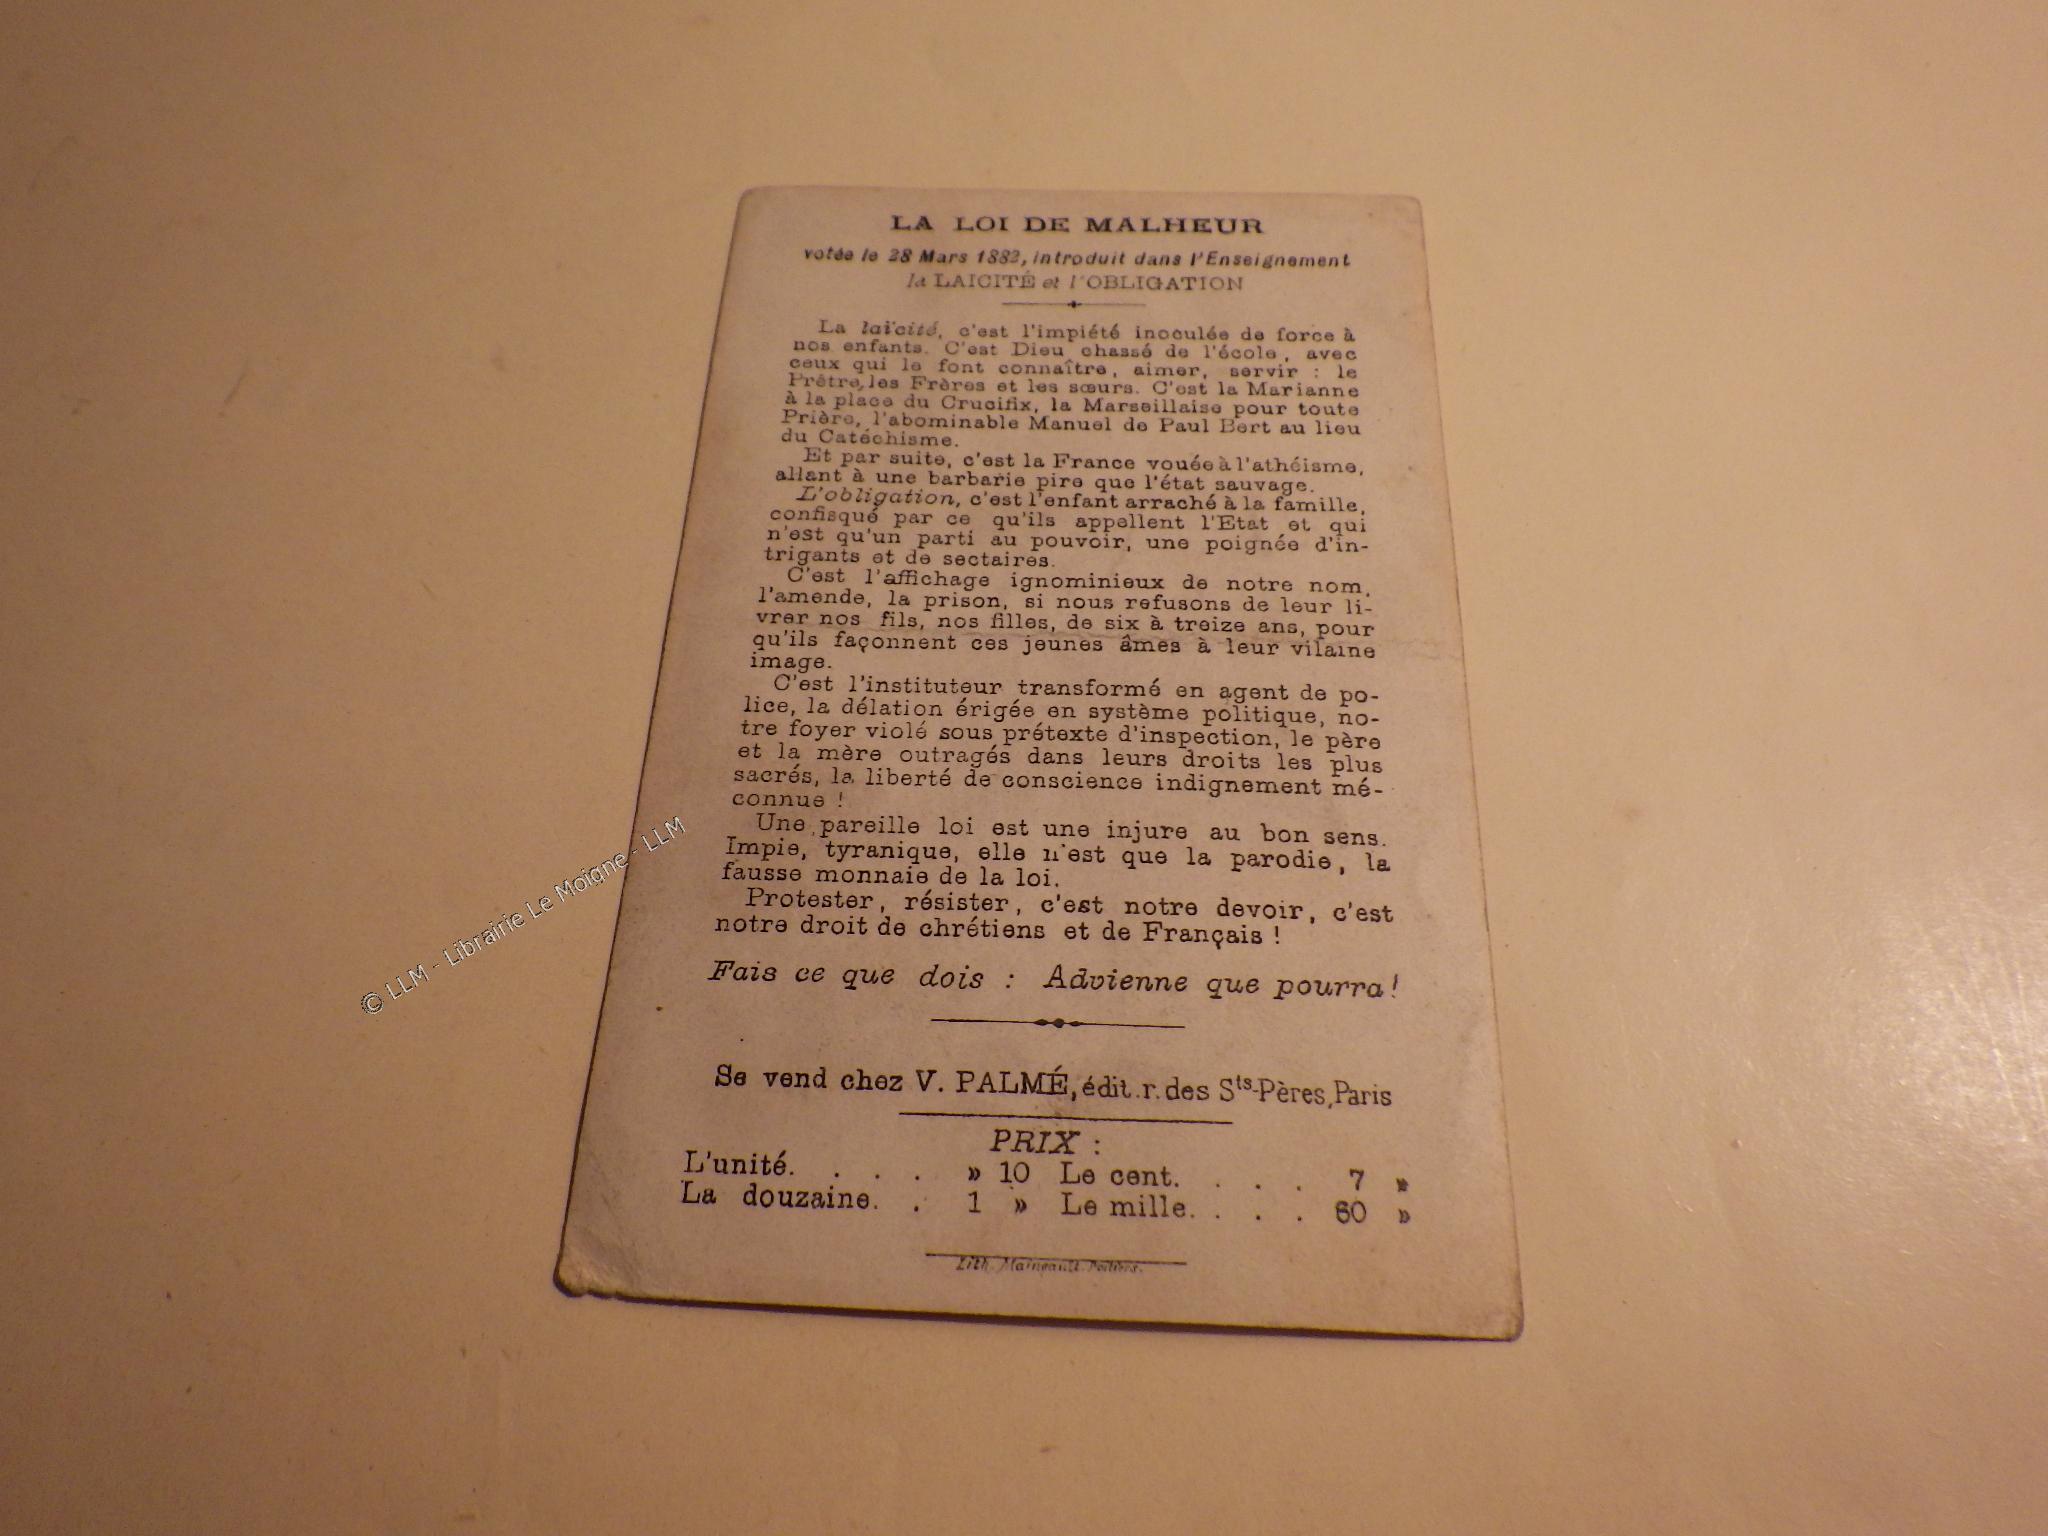 LA LOI DE MALHEUR
votée le 28 Mars 1882, introduit dans l'Enseignement
la LAICITÉ et l'OBLIGATION
La laïcité, c'est l'impiété inoculée de force à
nos enfants. C'est Dieu chassé de l'école, avec
ceux qui le font connaître, aimer, servir : le
Prêtre, les Frères et les sœurs. C'est la Marianne
à la place du Crucifix, la Marseillaise pour toute
Prière, l'abominable Manuel de Paul Bert au lieu
du Catéchisme.
Et par suite, c'est la France vouée à l'athéisme,
allant à une barbarie pire que l'état sauvage.
L'obligation, c'est l'enfant arraché à la famille,
confisqué par ce qu'ils appellent l'Etat et qui
n'est qu'un parti au pouvoir, une poignée d'in-
trigants et de sectaires.
C'est l'affichage ignominieux de notre nom,
l'amende, la prison, si nous refusons de leur li-
vrer nos fils, nos filles, de six à treize ans, pour
qu'ils façonnent ces jeunes âmes à leur vilaine
image.
C'est l'instituteur transformé en agent de po-
lice, la délation érigée en système politique, no-
tre foyer violé sous prétexte d'inspection, le père
et la mère outragés dans leurs droits les plus
sacrés, la liberté de conscience indignement mé-
connue !
Une pareille loi est une injure au bon sens.
Impie, tyranique, elle n'est que la parodie, la
fausse monnaie de la loi.
Protester, résister, c'est notre devoir, c'est
notre droit de chrétiens et de Français !
Fais ce que dois : Advienne que pourra !
Se vend chez V. PALMÉ, édit. r. des Sts-Pères, Paris
PRIX :
L'unité. . . . . » 10 Le cent. . . . . 7 »
La douzaine. . 1 » Le mille. . . . 60 »
Lith. Maingault Poitiers.
© LLM - Librairie Le Moigne - LLM